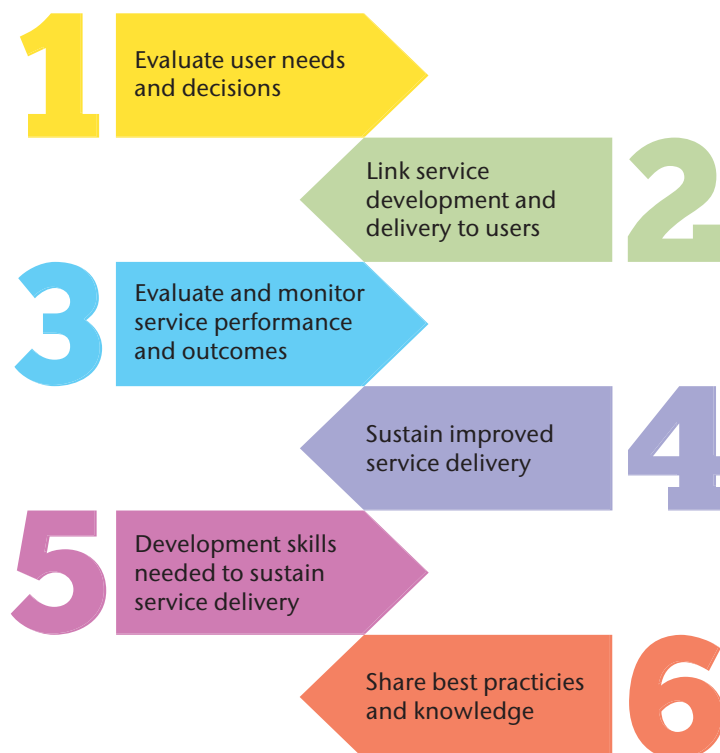 1
Evaluate user needs
and decisions
Link service
development and
delivery to users
2
3
Evaluate and monitor
service performance
and outcomes
Sustain improved
service delivery
4
5
Development skills
needed to sustain
service delivery
Share best practicies
and knowledge
6